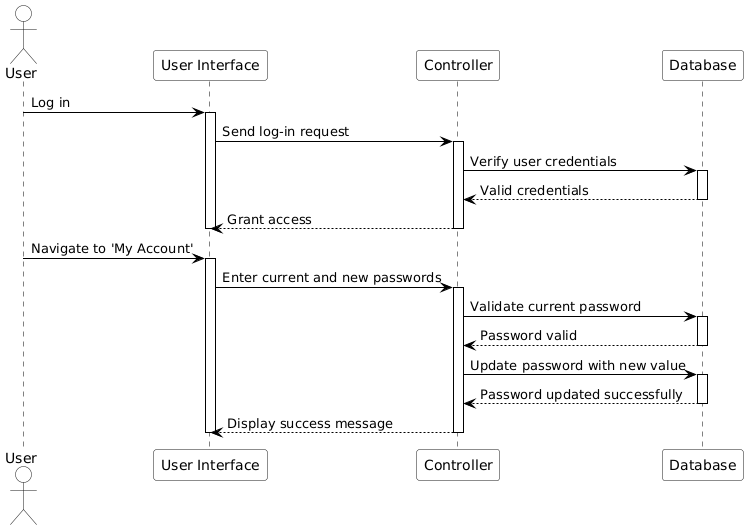 User
User Interface
Controller
Database
Log in
Send log-in request
Verify user credentials
Valid credentials
Grant access
Navigate to 'My Account'
Enter current and new passwords
Validate current password
Password valid
Update password with new value
Password updated successfully
Display success message
User
User Interface
Controller
Database